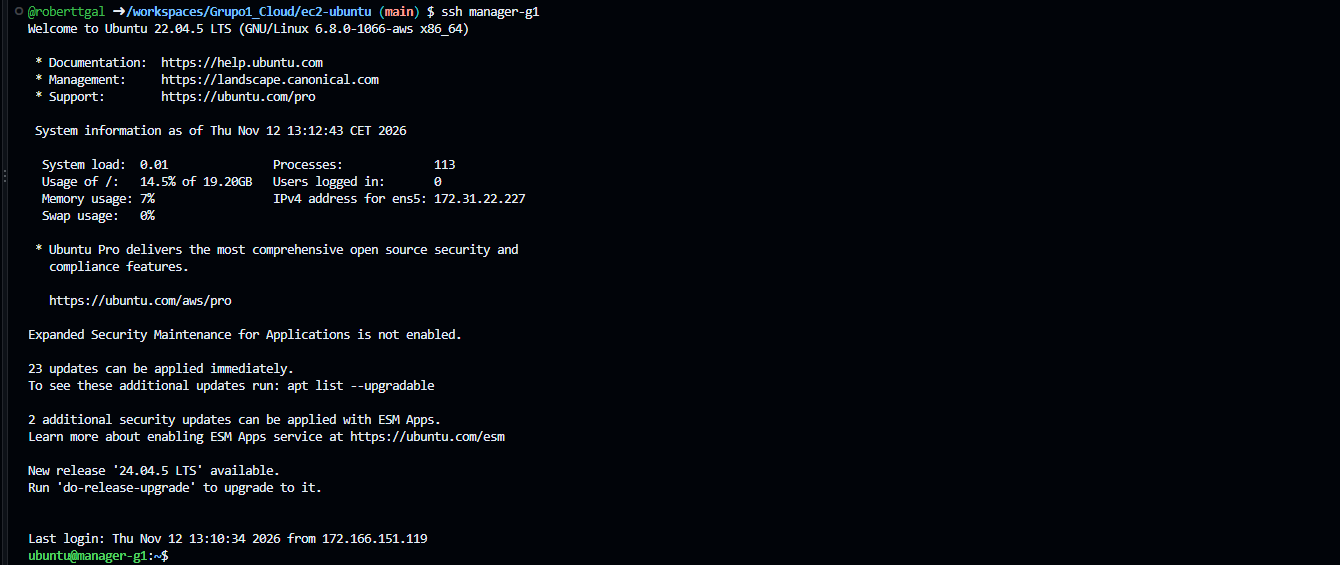 @roberttgal ➜/workspaces/Grupo1_Cloud/ec2-ubuntu (main) $ ssh manager-g1
Welcome to Ubuntu 22.04.5 LTS (GNU/Linux 6.8.0-1066-aws x86_64)
* Documentation:  https://help.ubuntu.com
* Management:     https://landscape.canonical.com
* Support:        https://ubuntu.com/pro
System information as of Thu Nov 12 13:12:43 CET 2026
System load:  0.01               Processes:             113
Usage of /:   14.5% of 19.20GB   Users logged in:       0
Memory usage: 7%                 IPv4 address for ens5: 172.31.22.227
Swap usage:   0%
* Ubuntu Pro delivers the most comprehensive open source security and
compliance features.
https://ubuntu.com/aws/pro
Expanded Security Maintenance for Applications is not enabled.
23 updates can be applied immediately.
To see these additional updates run: apt list --upgradable
2 additional security updates can be applied with ESM Apps.
Learn more about enabling ESM Apps service at https://ubuntu.com/esm
New release '24.04.5 LTS' available.
Run 'do-release-upgrade' to upgrade to it.
Last login: Thu Nov 12 13:10:34 2026 from 172.166.151.119
ubuntu@manager-g1:~$